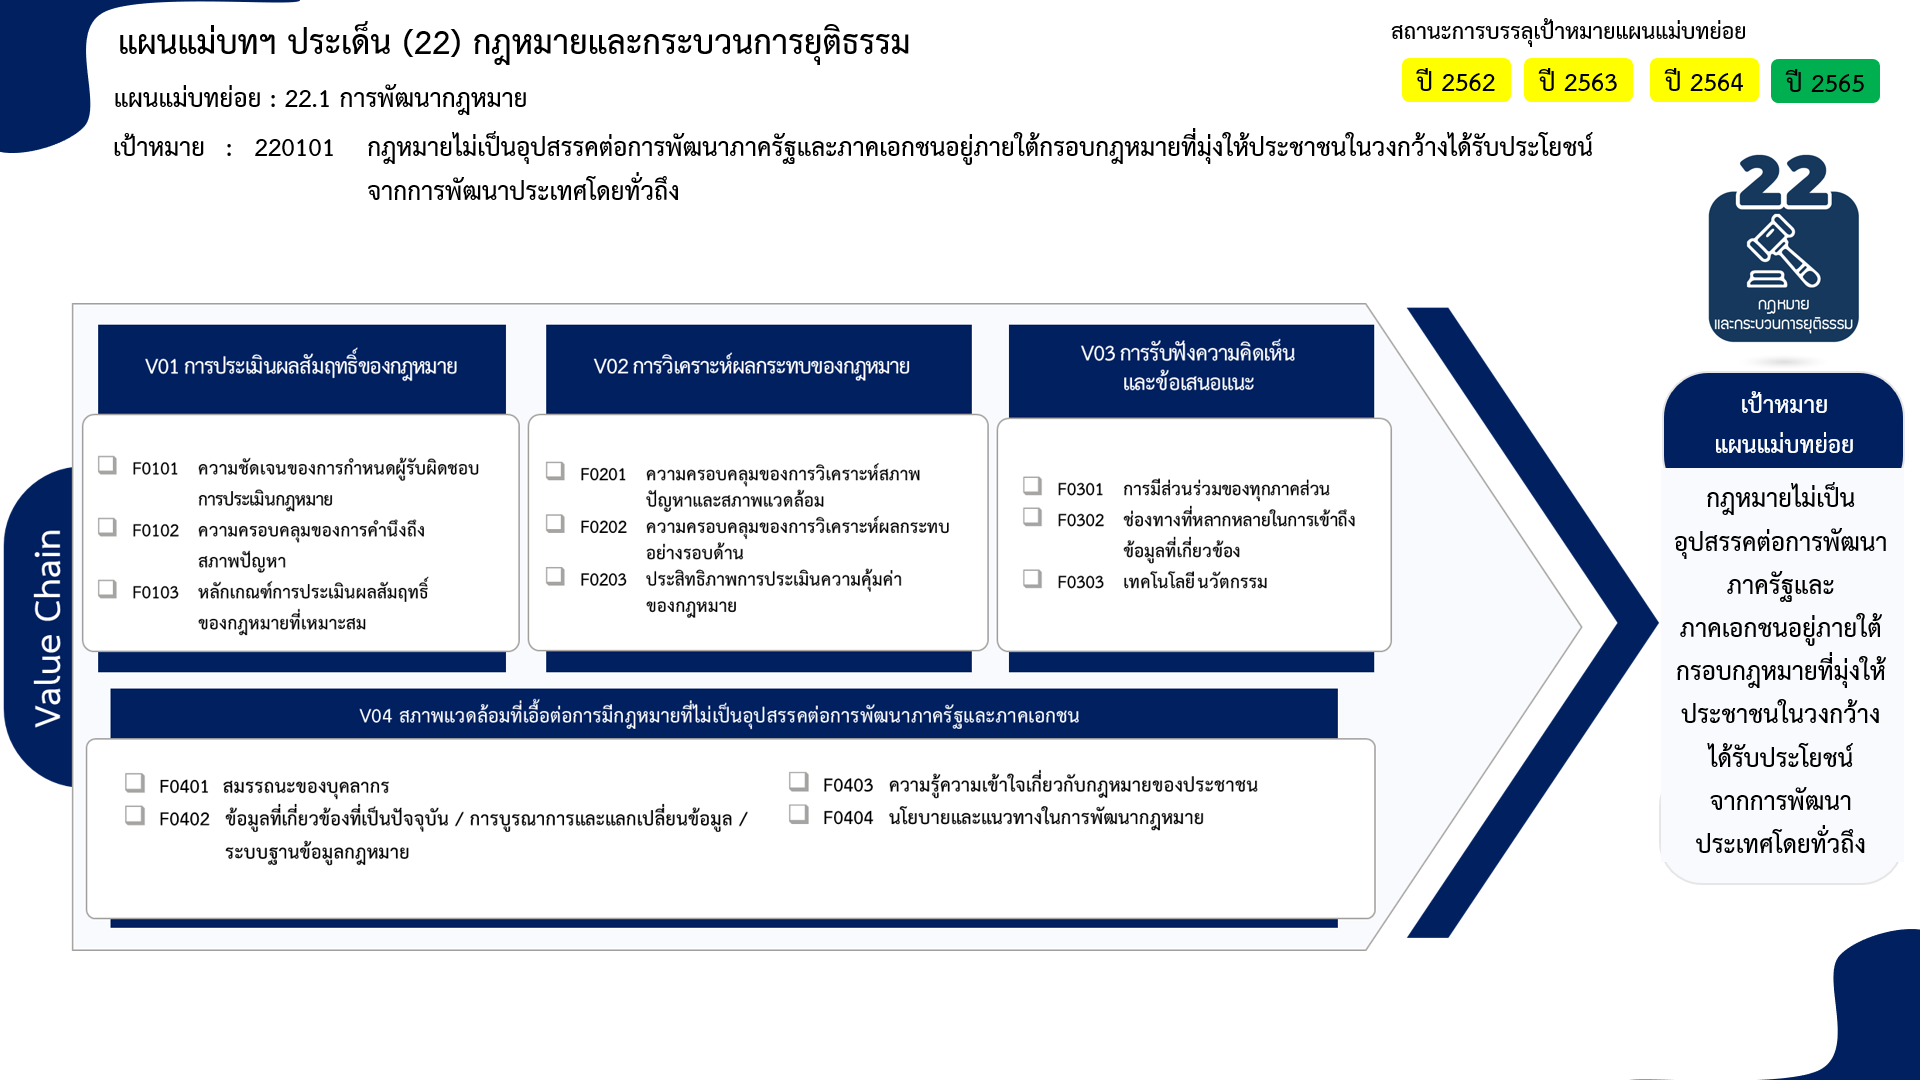 แผนแม่บทฯ ประเด็น (22) กฎหมายและกระบวนการยุติธรรม
แผนแม่บทย่อย : 22.1 การพัฒนากฎหมาย
เป้าหมาย : 220101 กฎหมายไม่เป็นอุปสรรคต่อการพัฒนาภาครัฐและภาคเอกชนอยู่ภายใต้กรอบกฎหมายที่มุ่งให้ประชาชนในวงกว้างได้รับประโยชน์
จากการพัฒนาประเทศโดยทั่วถึง
สถานะการบรรลุเป้าหมายแผนแม่บทย่อย
ปี 2562 ปี 2563 ปี 2564 ปี 2565
22
กฎหมาย
และกระบวนการยุติธรรม
Value Chain
V01 การประเมินผลสัมฤทธิ์ของกฎหมาย
F0101 ความชัดเจนของการกำหนดผู้รับผิดชอบ
การประเมินกฎหมาย
F0102 ความครอบคลุมของการคำนึงถึง
สภาพปัญหา
F0103 หลักเกณฑ์การประเมินผลสัมฤทธิ์
ของกฎหมายที่เหมาะสม
V02 การวิเคราะห์ผลกระทบของกฎหมาย
F0201 ความครอบคลุมของการวิเคราะห์สภาพ
ปัญหาและสภาพแวดล้อม
F0202 ความครอบคลุมของการวิเคราะห์ผลกระทบ
อย่างรอบด้าน
F0203 ประสิทธิภาพการประเมินความคุ้มค่า
ของกฎหมาย
V03 การรับฟังความคิดเห็น
และข้อเสนอแนะ
F0301 การมีส่วนร่วมของทุกภาคส่วน
F0302 ช่องทางที่หลากหลายในการเข้าถึง
ข้อมูลที่เกี่ยวข้อง
F0303 เทคโนโลยี นวัตกรรม
V04 สภาพแวดล้อมที่เอื้อต่อการมีกฎหมายที่ไม่เป็นอุปสรรคต่อการพัฒนาภาครัฐและภาคเอกชน
F0401 สมรรถนะของบุคลากร
F0402 ข้อมูลที่เกี่ยวข้องที่เป็นปัจจุบัน / การบูรณาการและแลกเปลี่ยนข้อมูล /
ระบบฐานข้อมูลกฎหมาย
F0403 ความรู้ความเข้าใจเกี่ยวกับกฎหมายของประชาชน
F0404 นโยบายและแนวทางในการพัฒนากฎหมาย
เป้าหมาย
แผนแม่บทย่อย
กฎหมายไม่เป็น
อุปสรรคต่อการพัฒนา
ภาครัฐและ
ภาคเอกชนอยู่ภายใต้
กรอบกฎหมายที่มุ่งให้
ประชาชนในวงกว้าง
ได้รับประโยชน์
จากการพัฒนา
ประเทศโดยทั่วถึง